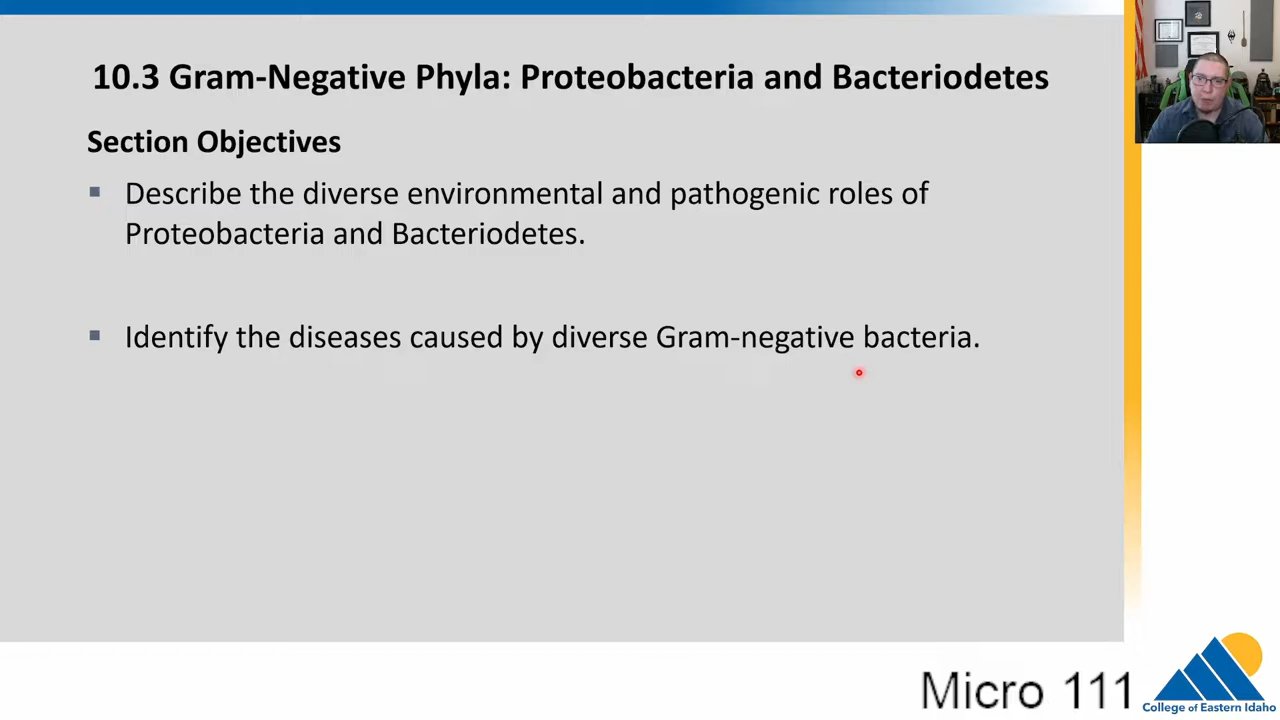 10.3 Gram-Negative Phyla: Proteobacteria and Bacteriodetes
Section Objectives
Describe the diverse environmental and pathogenic roles of
Proteobacteria and Bacteriodetes.
Identify the diseases caused by diverse Gram-negative bacteria.
Micro 111
College of Eastern Idaho